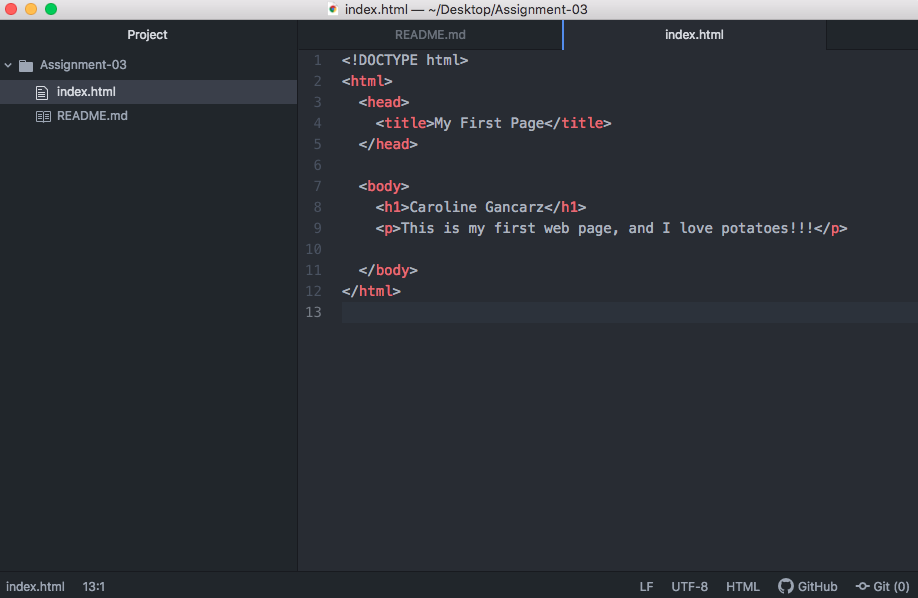 index.html — ~/Desktop/Assignment-03
Project
README.md
index.html
Assignment-03
index.html
README.md
1 <!DOCTYPE html>
2 <html>
3   <head>
4     <title>My First Page</title>
5   </head>
6
7   <body>
8     <h1>Caroline Gancarz</h1>
9     <p>This is my first web page, and I love potatoes!!!</p>
10
11   </body>
12 </html>
13
index.html 13:1 LF UTF-8 HTML GitHub Git (0)